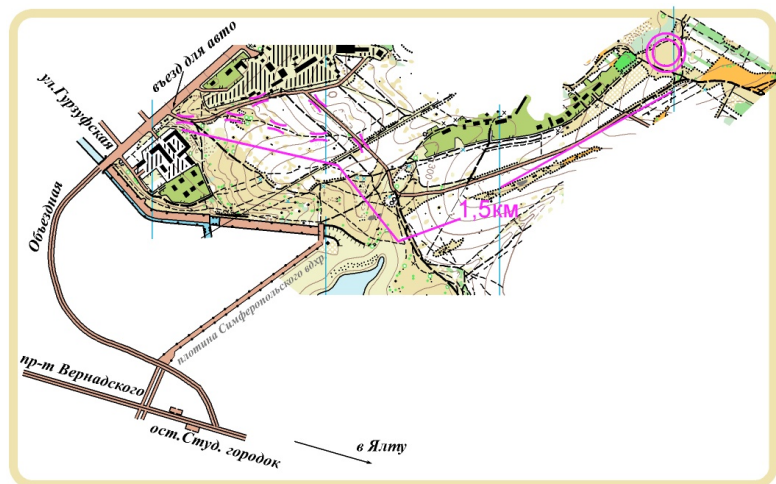 въезд для авто
ул.Гурзуфская
Объездная
1,5км
плотина Симферопольского вдхр.
пр-т Вернадского
ост.Студ. городок
в Ялту